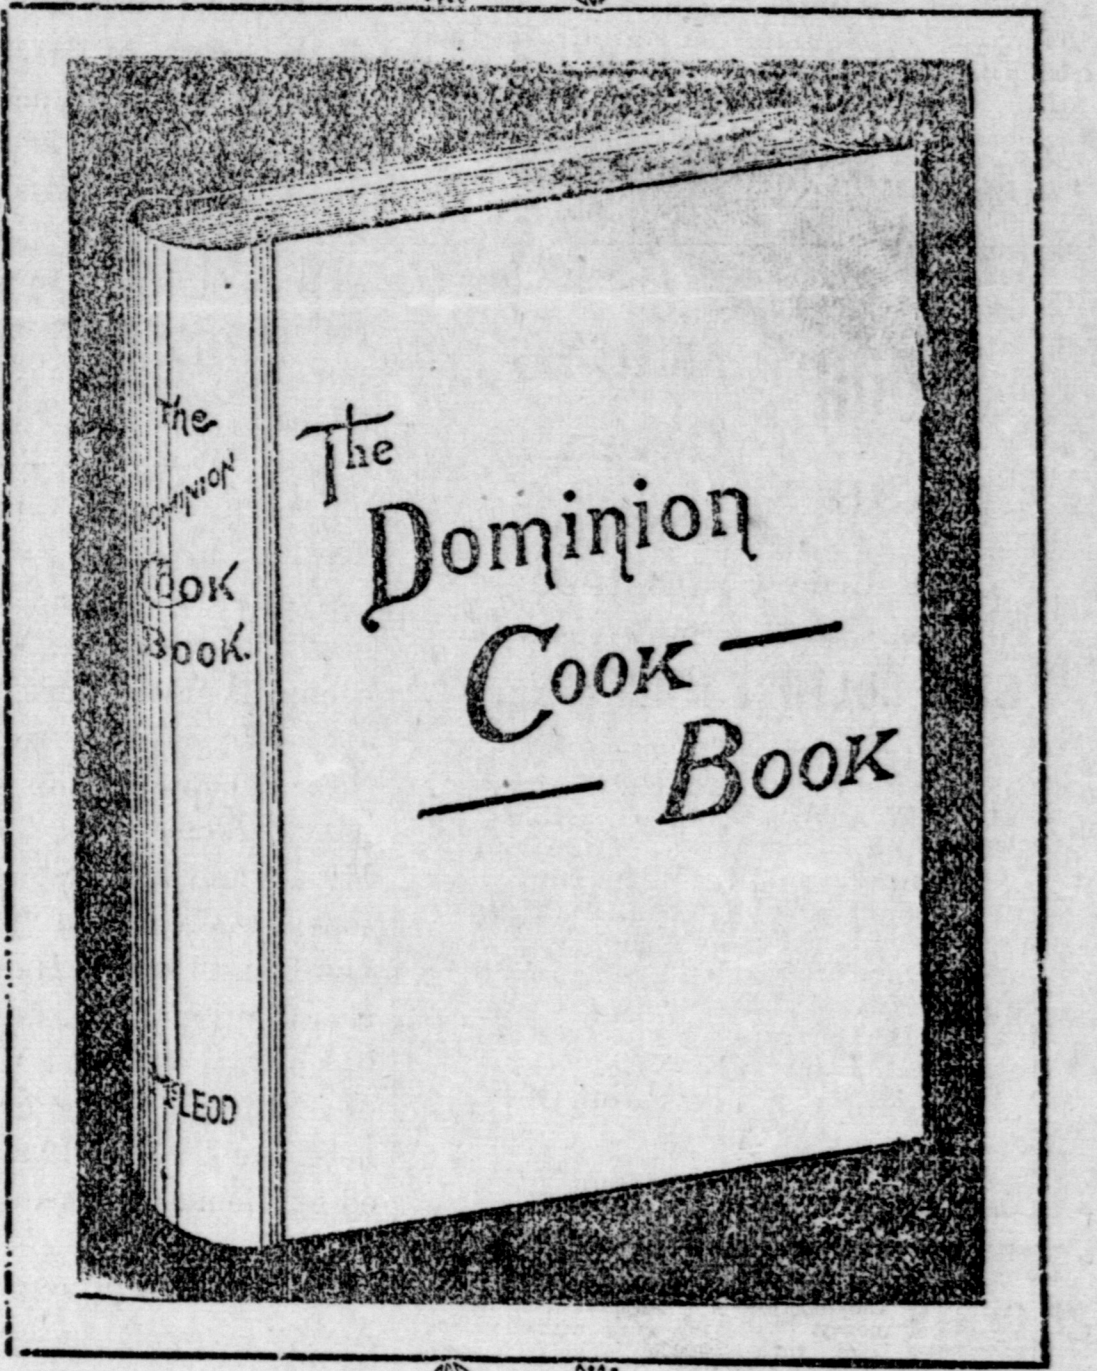 The
Dominion
Cook
Book.
McLEOD
The
Dominion
Cook —
— Book